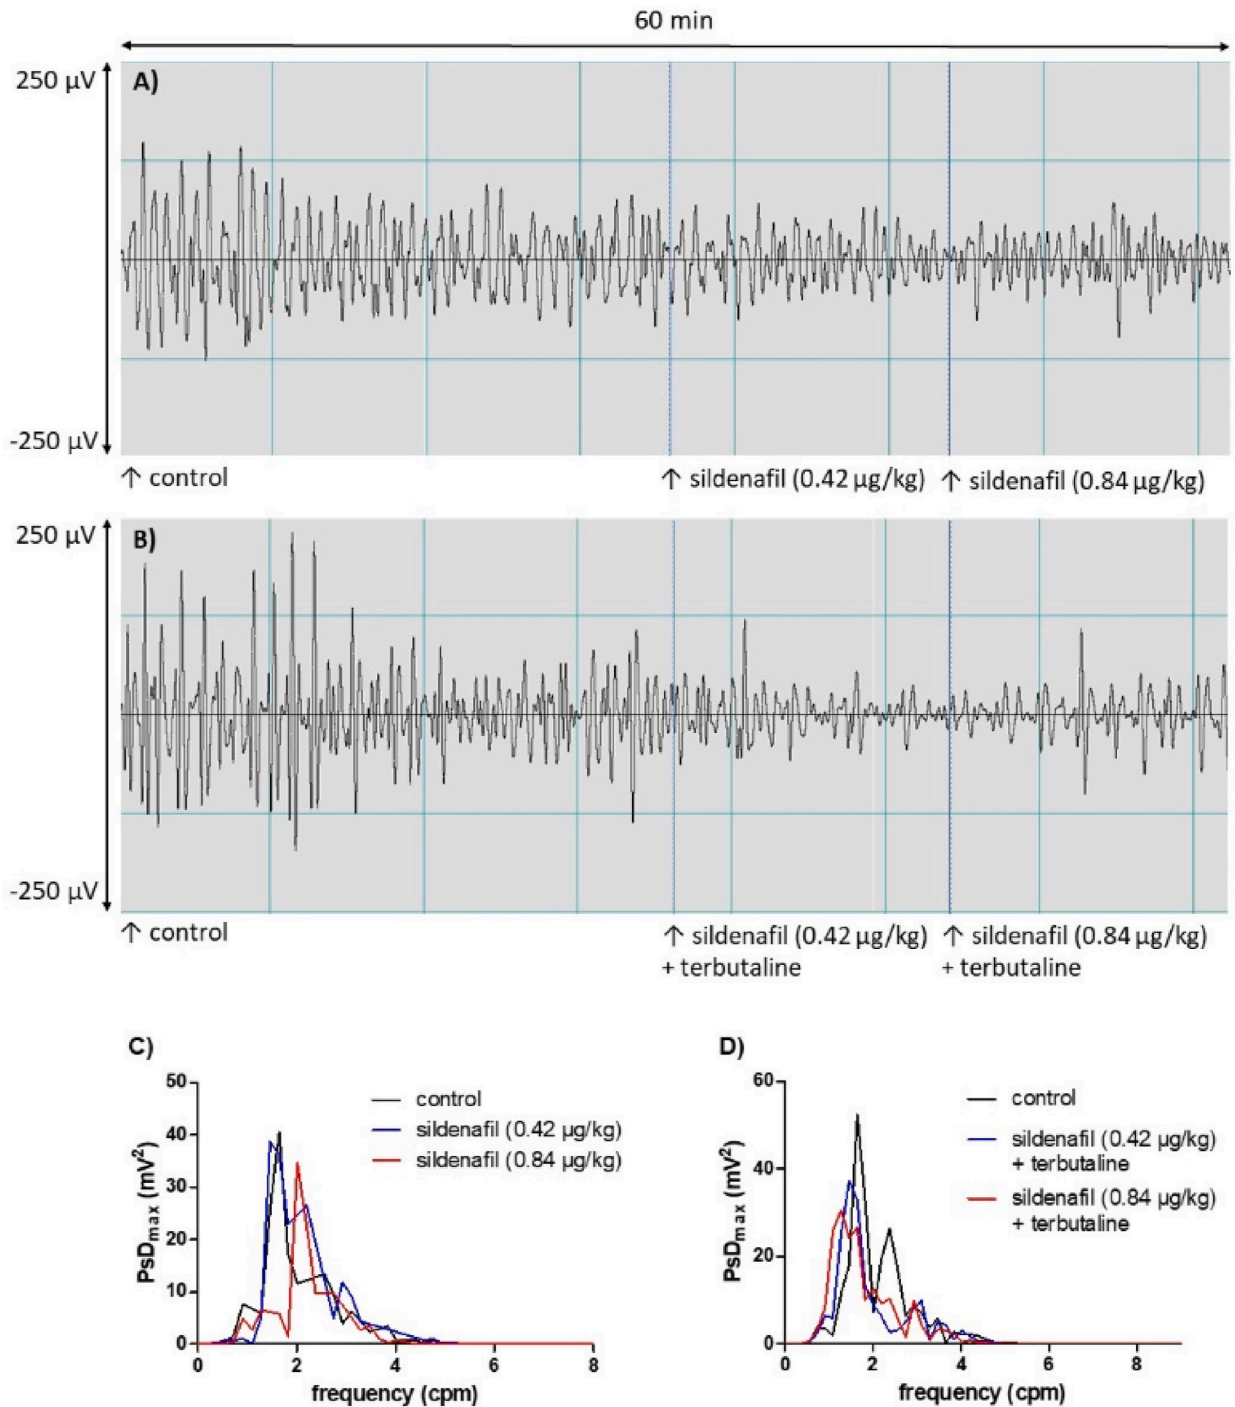 60 min
250 µV
A)
-250 µV
↑ control
↑ sildenafil (0.42 µg/kg)
↑ sildenafil (0.84 µg/kg)
250 µV
B)
-250 µV
↑ control
↑ sildenafil (0.42 µg/kg)
+ terbutaline
↑ sildenafil (0.84 µg/kg)
+ terbutaline
C)
PsDmax (mV²)
50
40
30
20
10
0
0 2 4 6 8
frequency (cpm)
control
sildenafil (0.42 µg/kg)
sildenafil (0.84 µg/kg)
D)
PsDmax (mV²)
60
40
20
0
0 2 4 6 8
frequency (cpm)
control
sildenafil (0.42 µg/kg)
+ terbutaline
sildenafil (0.84 µg/kg)
+ terbutaline